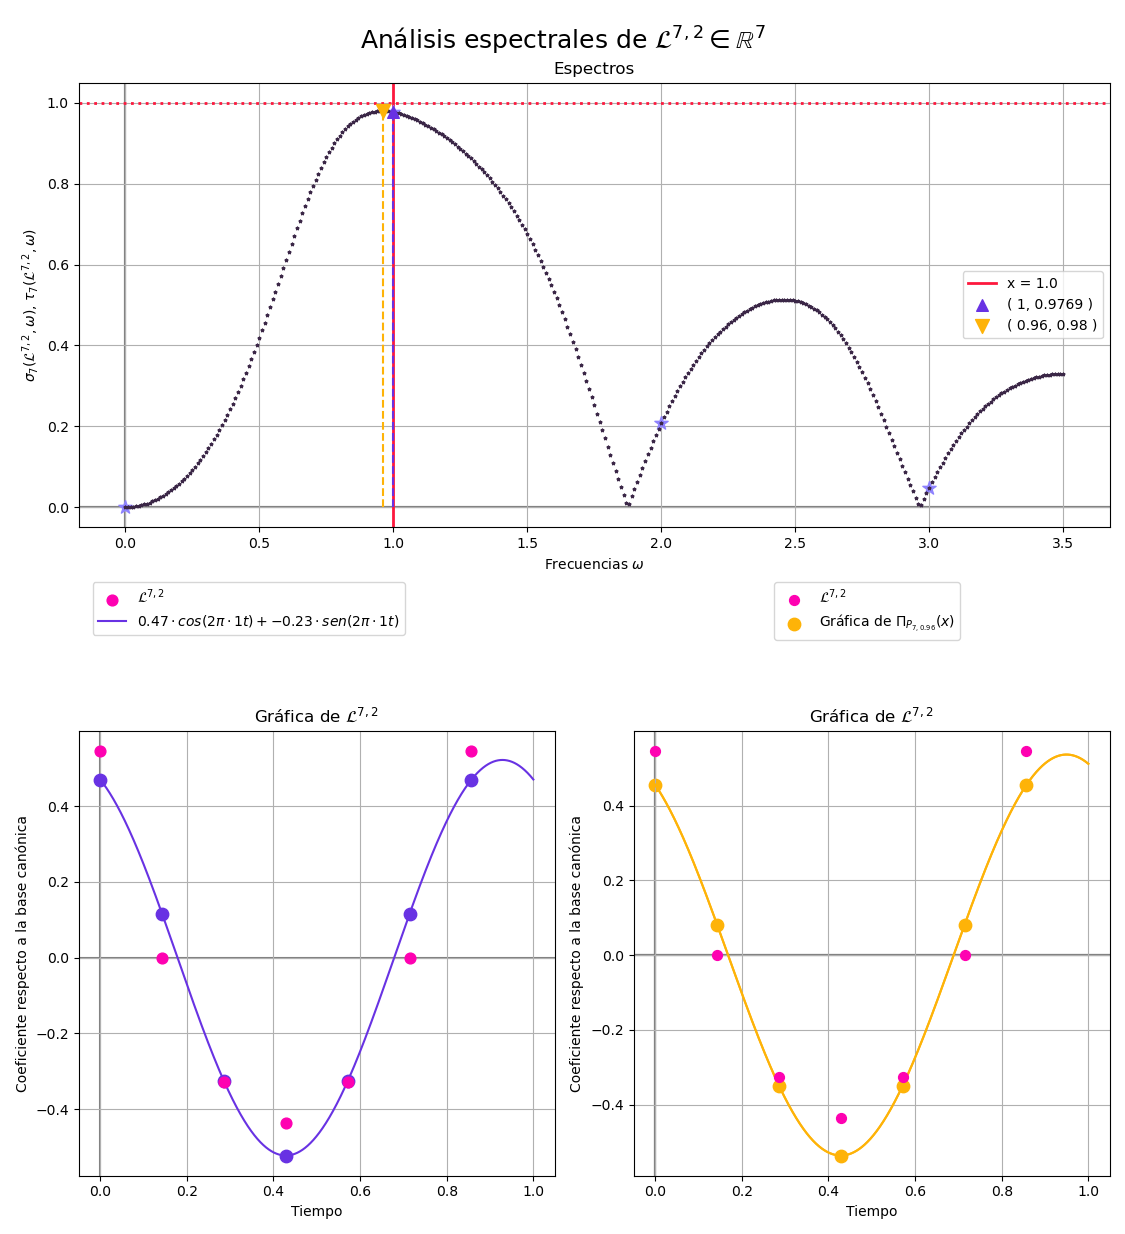 Análisis espectrales de 𝓛^{7,2} ∈ ℝ^7
Espectros
1.0
0.8
0.6
0.4
0.2
0.0
σ_7(𝓛^{7,2}, ω), τ_7(𝓛^{7,2}, ω)
x = 1.0
( 1, 0.9769 )
( 0.96, 0.98 )
0.0 0.5 1.0 1.5 2.0 2.5 3.0 3.5
Frecuencias ω
𝓛^{7,2}
0.47 · cos(2π · 1t) + −0.23 · sen(2π · 1t)
𝓛^{7,2}
Gráfica de Π_{P_{7,0.96}}(x)
Gráfica de 𝓛^{7,2}
0.4
0.2
0.0
−0.2
−0.4
Coeficiente respecto a la base canónica
0.0 0.2 0.4 0.6 0.8 1.0
Tiempo
Gráfica de 𝓛^{7,2}
0.4
0.2
0.0
−0.2
−0.4
Coeficiente respecto a la base canónica
0.0 0.2 0.4 0.6 0.8 1.0
Tiempo